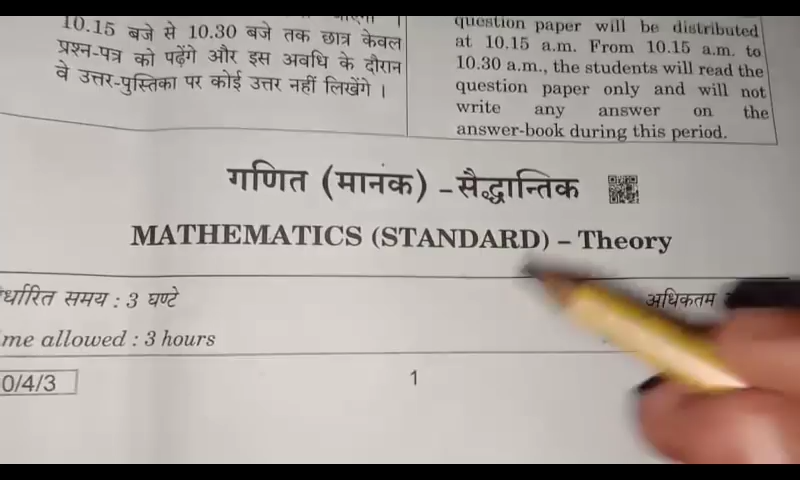 10.15 बजे से 10.30 बजे तक छात्र केवल
प्रश्न-पत्र को पढ़ेंगे और इस अवधि के दौरान
वे उत्तर-पुस्तिका पर कोई उत्तर नहीं लिखेंगे ।
question paper will be distributed
at 10.15 a.m. From 10.15 a.m. to
10.30 a.m., the students will read the
question paper only and will not
write any answer on the
answer-book during this period.
गणित (मानक) –सैद्धान्तिक
MATHEMATICS (STANDARD) – Theory
र्धारित समय : 3 घण्टे
अधिकतम
me allowed : 3 hours
0/4/3
1